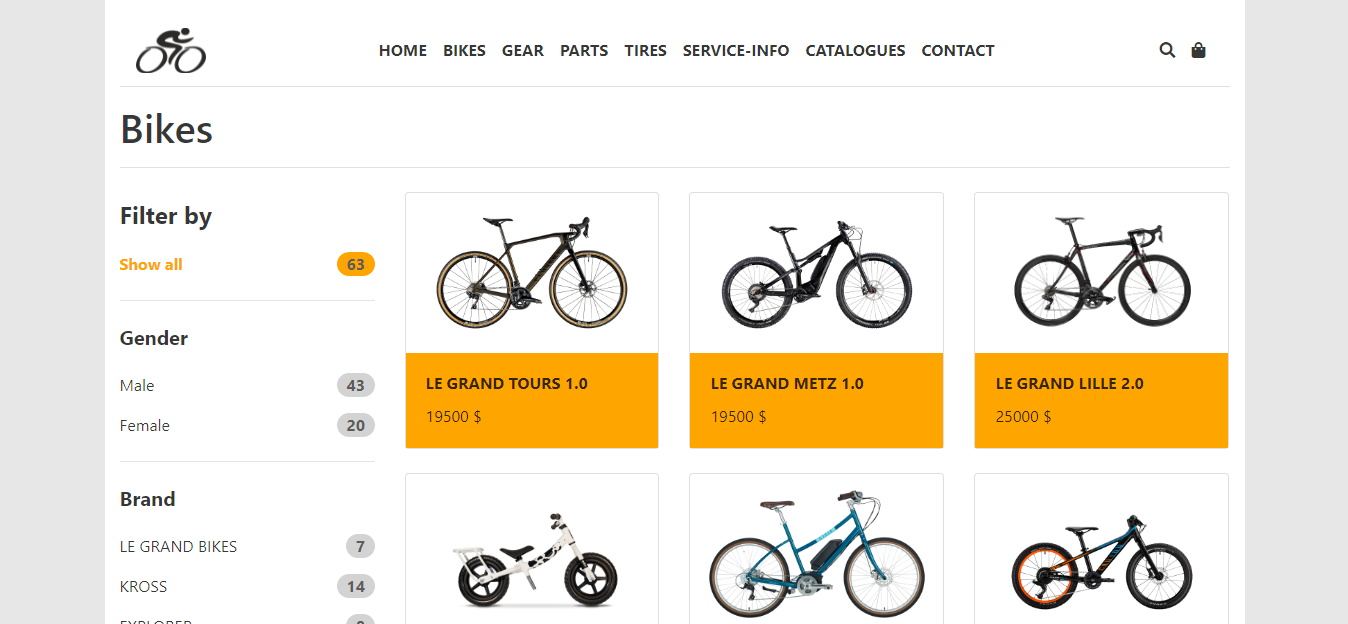 HOME BIKES GEAR PARTS TIRES SERVICE-INFO CATALOGUES CONTACT
Bikes
Filter by
Show all 63
Gender
Male 43
Female 20
Brand
LE GRAND BIKES 7
KROSS 14
LE GRAND TOURS 1.0
19500 $
LE GRAND METZ 1.0
19500 $
LE GRAND LILLE 2.0
25000 $